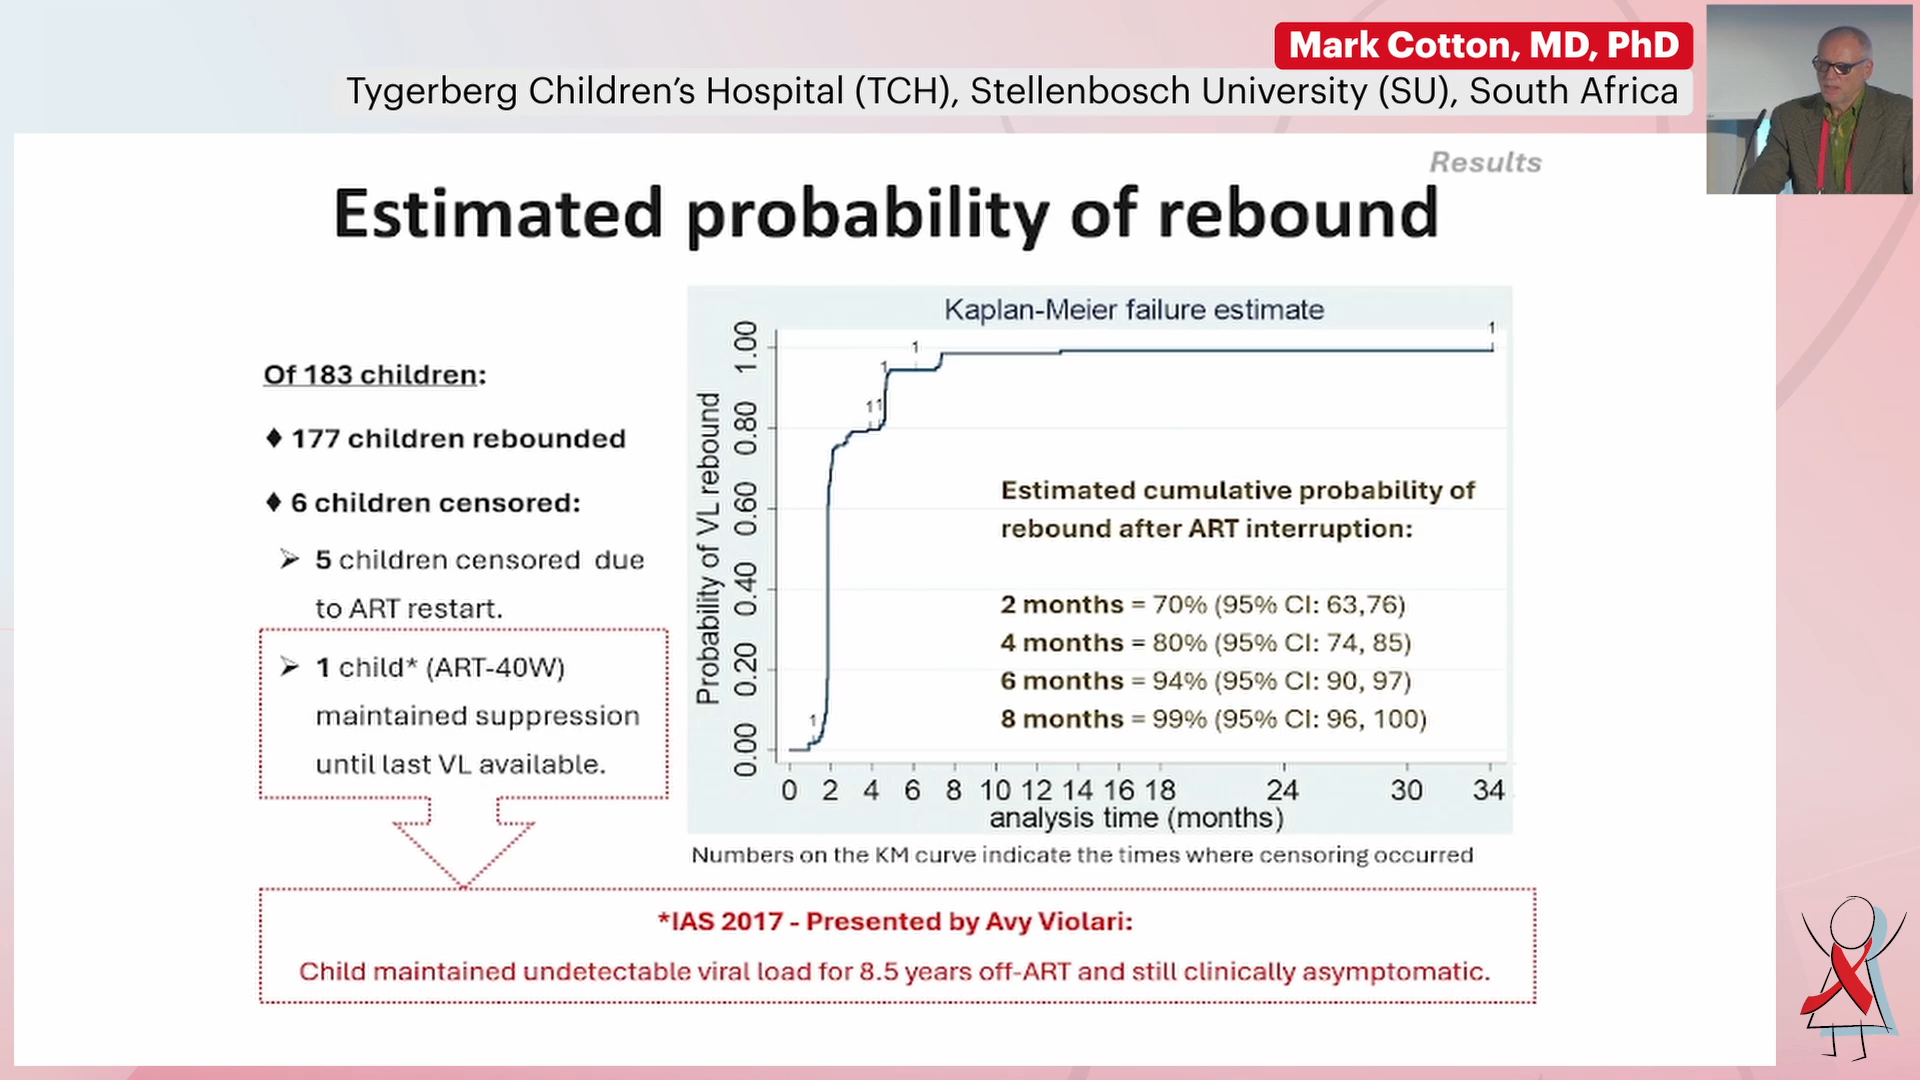 Mark Cotton, MD, PhD
Tygerberg Children’s Hospital (TCH), Stellenbosch University (SU), South Africa
Results
Estimated probability of rebound
Of 183 children:
♦ 177 children rebounded
♦ 6 children censored:
➢ 5 children censored due
to ART restart.
➢ 1 child* (ART-40W)
maintained suppression
until last VL available.
Kaplan-Meier failure estimate
Probability of VL rebound
1.00
0.80
0.60
0.40
0.20
0.00
1
11
1
1
1
Estimated cumulative probability of
rebound after ART interruption:
2 months = 70% (95% CI: 63,76)
4 months = 80% (95% CI: 74, 85)
6 months = 94% (95% CI: 90, 97)
8 months = 99% (95% CI: 96, 100)
0 2 4 6 8 10 12 14 16 18 24 30 34
analysis time (months)
Numbers on the KM curve indicate the times where censoring occurred
*IAS 2017 - Presented by Avy Violari:
Child maintained undetectable viral load for 8.5 years off-ART and still clinically asymptomatic.